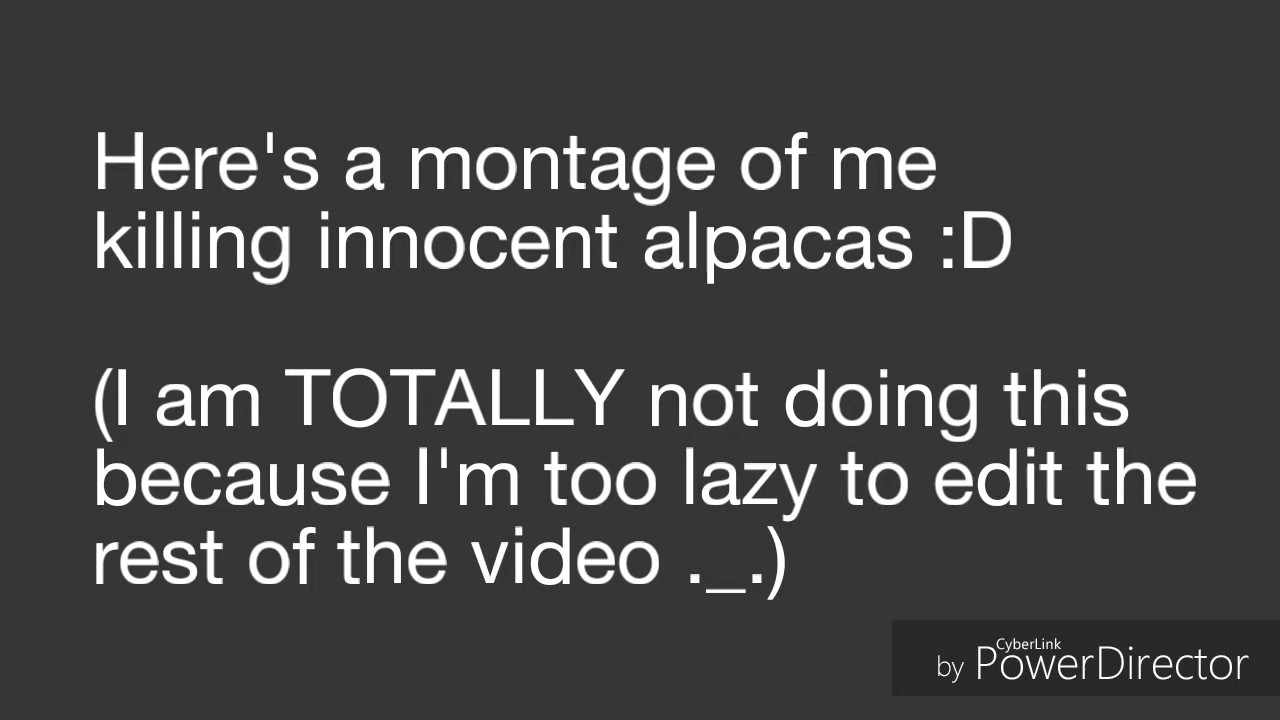 Here's a montage of me
killing innocent alpacas :D
(I am TOTALLY not doing this
because I'm too lazy to edit the
rest of the video ._.)
CyberLink
by PowerDirector